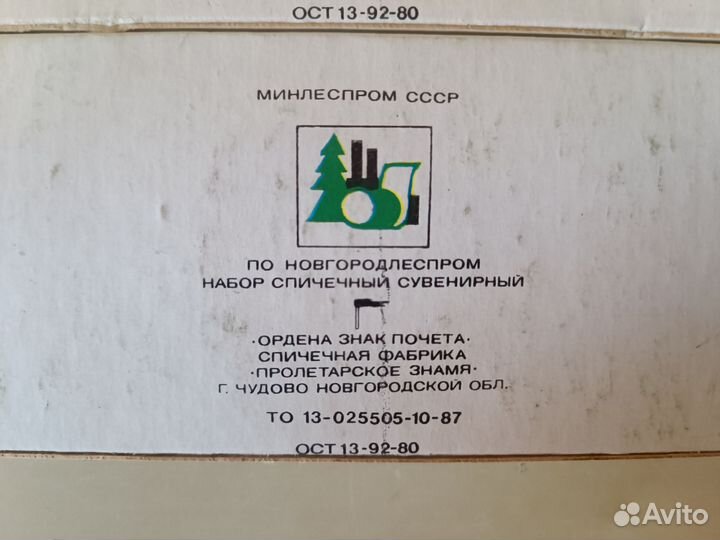 ОСТ 13-92-80
МИНЛЕСПРОМ СССР
ПО НОВГОРОДЛЕСПРОМ
НАБОР СПИЧЕЧНЫЙ СУВЕНИРНЫЙ
·ОРДЕНА ЗНАК ПОЧЕТА·
СПИЧЕЧНАЯ ФАБРИКА
·ПРОЛЕТАРСКОЕ ЗНАМЯ·
Г. ЧУДОВО НОВГОРОДСКОЙ ОБЛ.
ТО 13-025505-10-87
ОСТ 13-92-80
Avito